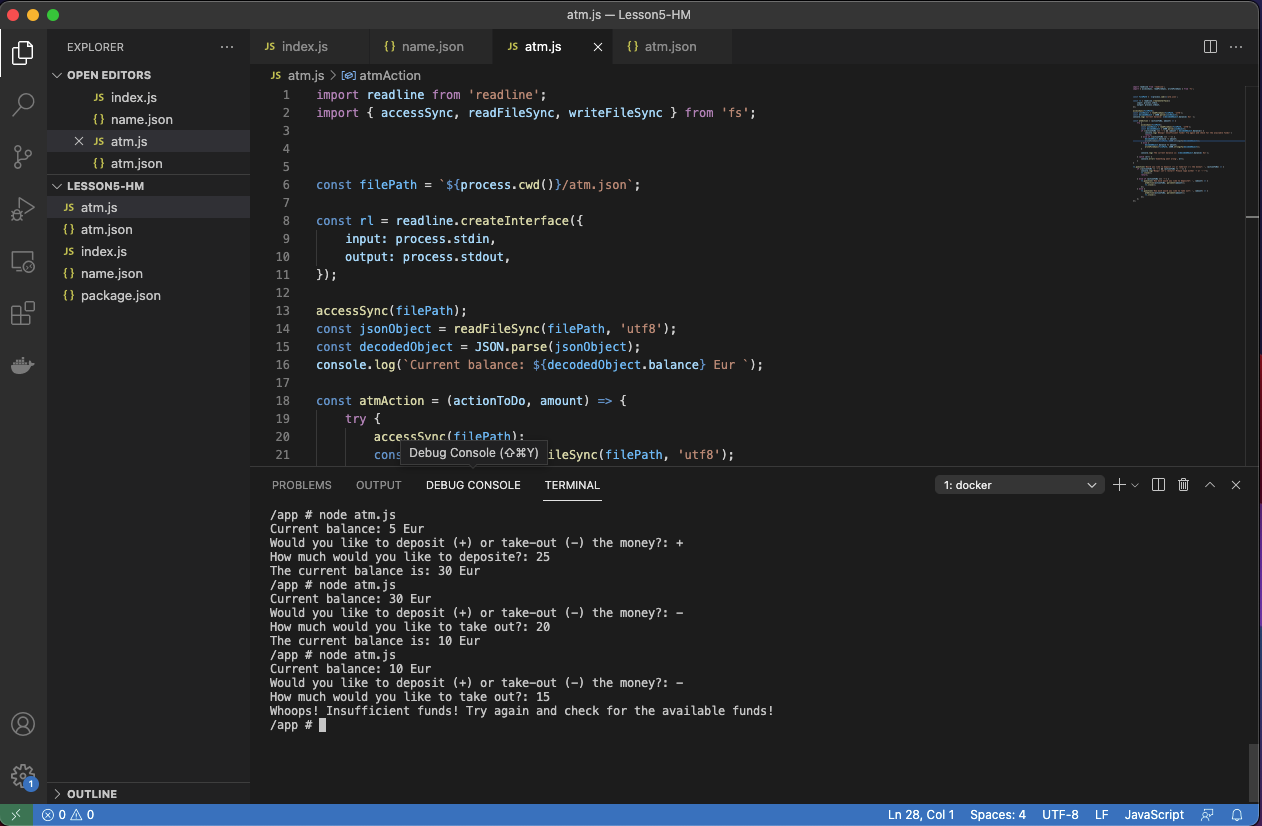 atm.js — Lesson5-HM
EXPLORER
OPEN EDITORS
JS index.js
{} name.json
JS atm.js
{} atm.json
LESSON5-HM
JS atm.js
{} atm.json
JS index.js
{} name.json
{} package.json
OUTLINE
JS index.js {} name.json JS atm.js {} atm.json
JS atm.js > atmAction
1 import readline from 'readline';
2 import { accessSync, readFileSync, writeFileSync } from 'fs';
3
4
5
6 const filePath = `${process.cwd()}/atm.json`;
7
8 const rl = readline.createInterface({
9 input: process.stdin,
10 output: process.stdout,
11 });
12
13 accessSync(filePath);
14 const jsonObject = readFileSync(filePath, 'utf8');
15 const decodedObject = JSON.parse(jsonObject);
16 console.log(`Current balance: ${decodedObject.balance} Eur `);
17
18 const atmAction = (actionToDo, amount) => {
19 try {
20 accessSync(filePath);
21 cons ileSync(filePath, 'utf8');
Debug Console (⇧⌘Y)
PROBLEMS OUTPUT DEBUG CONSOLE TERMINAL 1: docker
/app # node atm.js
Current balance: 5 Eur
Would you like to deposit (+) or take-out (-) the money?: +
How much would you like to deposite?: 25
The current balance is: 30 Eur
/app # node atm.js
Current balance: 30 Eur
Would you like to deposit (+) or take-out (-) the money?: -
How much would you like to take out?: 20
The current balance is: 10 Eur
/app # node atm.js
Current balance: 10 Eur
Would you like to deposit (+) or take-out (-) the money?: -
How much would you like to take out?: 15
Whoops! Insufficient funds! Try again and check for the available funds!
/app #
1
0 0 Ln 28, Col 1 Spaces: 4 UTF-8 LF JavaScript